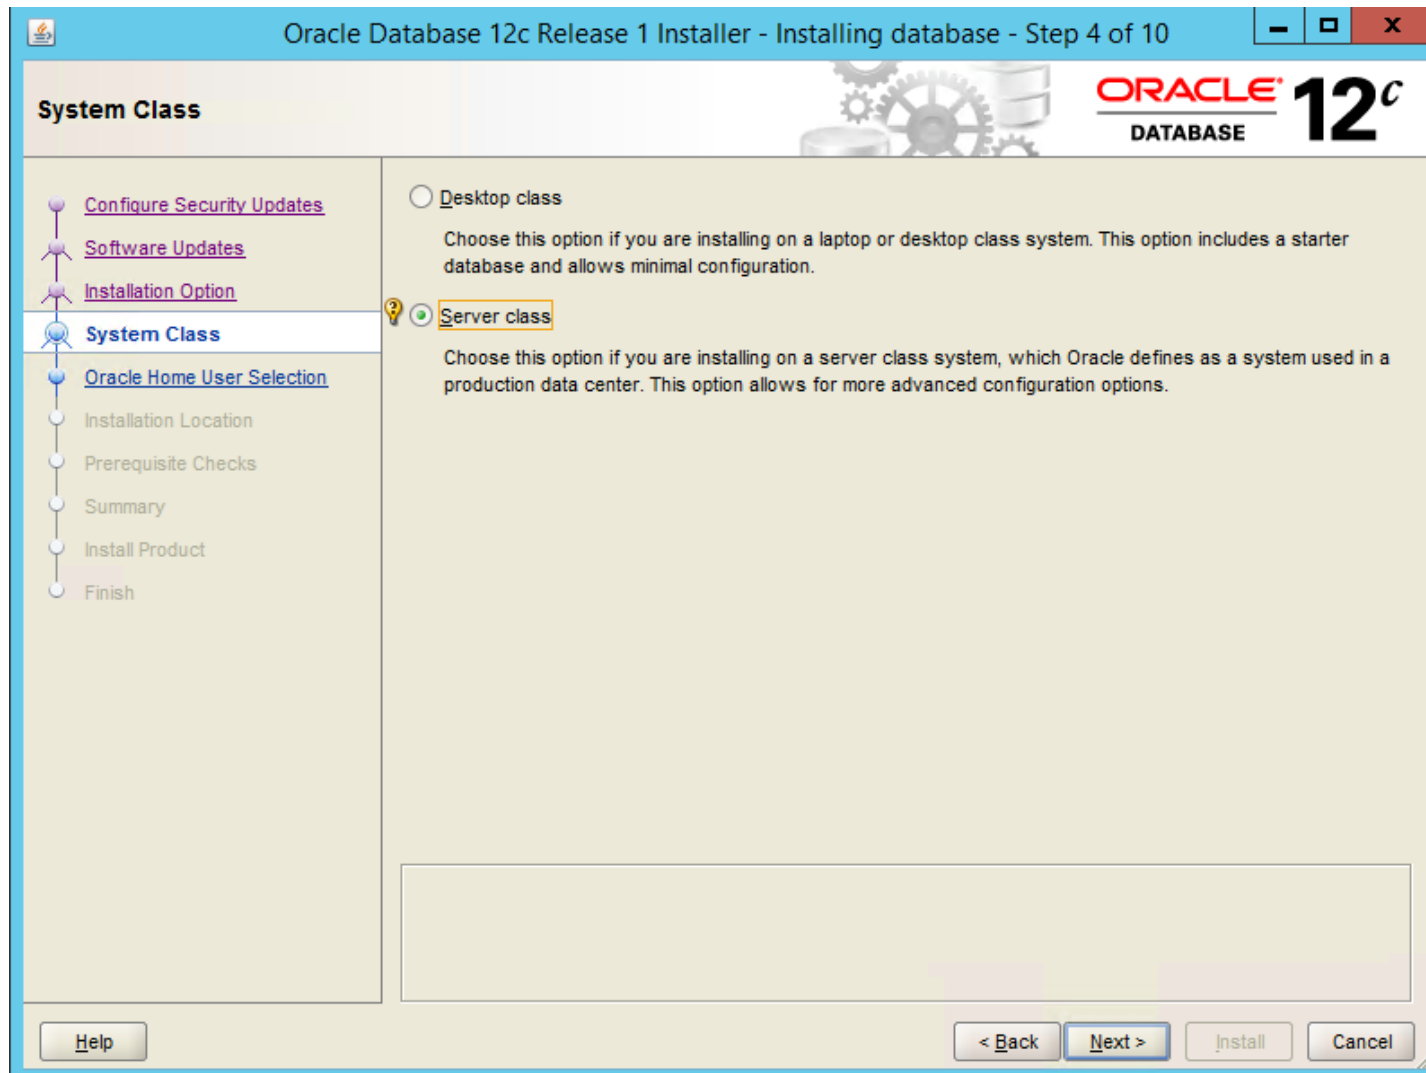 Oracle Database 12c Release 1 Installer - Installing database - Step 4 of 10
System Class
ORACLE
DATABASE
12c
Configure Security Updates
Software Updates
Installation Option
System Class
Oracle Home User Selection
Installation Location
Prerequisite Checks
Summary
Install Product
Finish
Desktop class
Choose this option if you are installing on a laptop or desktop class system. This option includes a starter
database and allows minimal configuration.
Server class
Choose this option if you are installing on a server class system, which Oracle defines as a system used in a
production data center. This option allows for more advanced configuration options.
Help
< Back
Next >
Install
Cancel